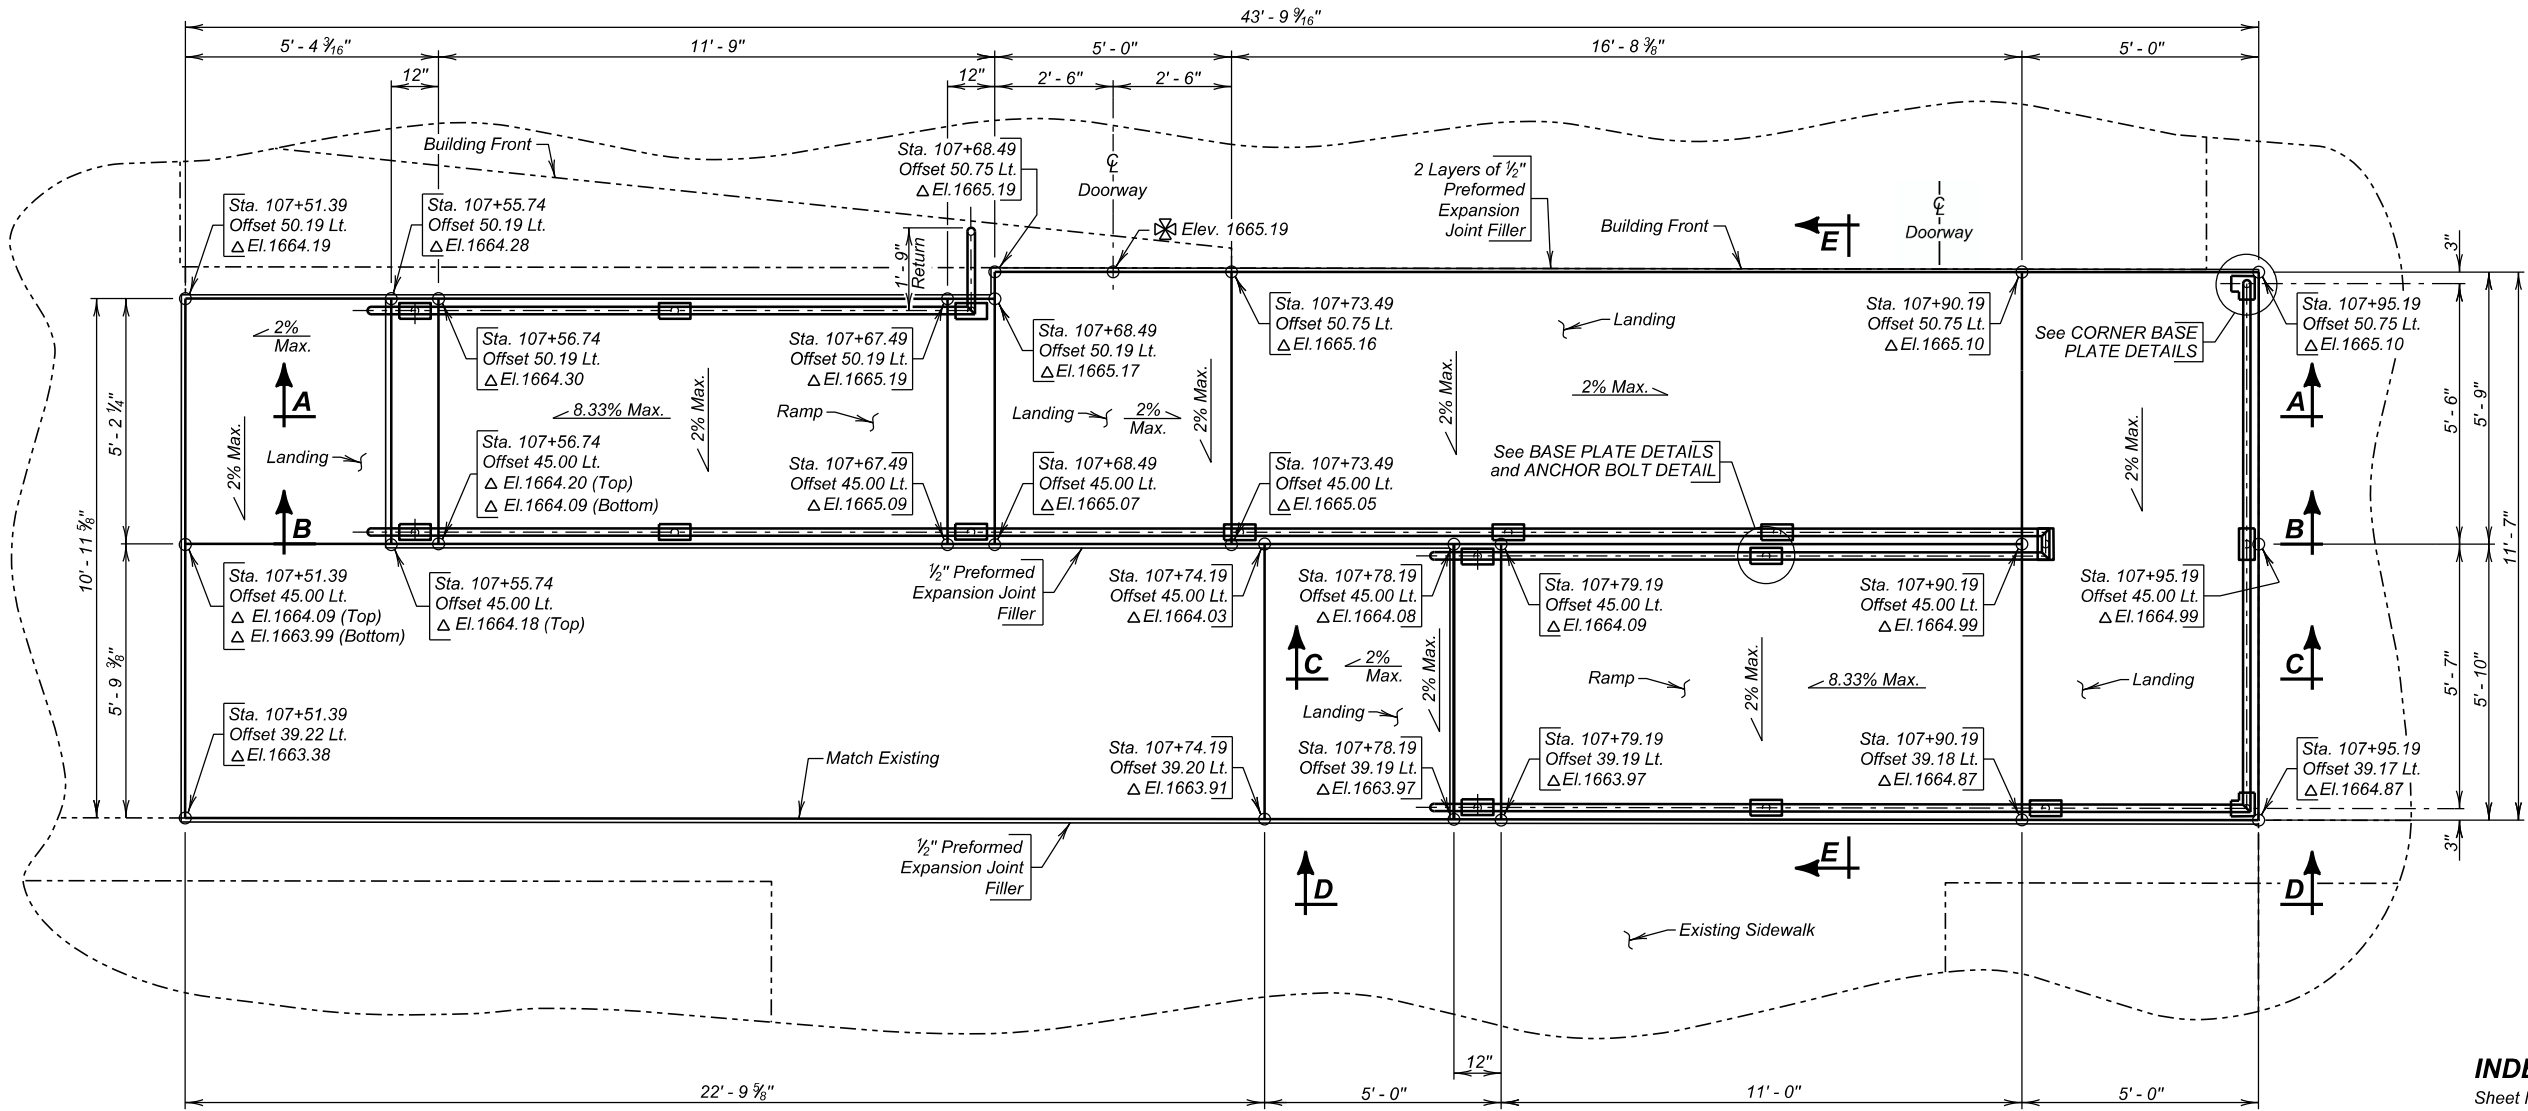 43' - 9 9/16"
5' - 4 3/16"
11' - 9"
5' - 0"
16' - 8 3/8"
5' - 0"
12"
12"
2' - 6"
2' - 6"
Building Front
Sta. 107+68.49
Offset 50.75 Lt.
△ El.1665.19
℄
Doorway
2 Layers of 1/2"
Preformed
Expansion
Joint Filler
Building Front
℄
Doorway
E
Sta. 107+51.39
Offset 50.19 Lt.
△ El.1664.19
Sta. 107+55.74
Offset 50.19 Lt.
△ El.1664.28
1' - 9"
Return
Elev. 1665.19
3"
2%
Max.
Sta. 107+56.74
Offset 50.19 Lt.
△ El.1664.30
Sta. 107+67.49
Offset 50.19 Lt.
△ El.1665.19
Sta. 107+68.49
Offset 50.19 Lt.
△ El.1665.17
Sta. 107+73.49
Offset 50.75 Lt.
△ El.1665.16
Landing
Sta. 107+90.19
Offset 50.75 Lt.
△ El.1665.10
See CORNER BASE
PLATE DETAILS
Sta. 107+95.19
Offset 50.75 Lt.
△ El.1665.10
A
2% Max.
8.33% Max.
2% Max.
Ramp
Landing
2%
Max.
2% Max.
2% Max.
2% Max.
2% Max.
A
5' - 6"
5' - 9"
5' - 2 1/4"
Landing
Sta. 107+56.74
Offset 45.00 Lt.
△ El.1664.20 (Top)
△ El.1664.09 (Bottom)
Sta. 107+67.49
Offset 45.00 Lt.
△ El.1665.09
Sta. 107+68.49
Offset 45.00 Lt.
△ El.1665.07
Sta. 107+73.49
Offset 45.00 Lt.
△ El.1665.05
See BASE PLATE DETAILS
and ANCHOR BOLT DETAIL
B
B
10' - 11 5/8"
11' - 7"
Sta. 107+51.39
Offset 45.00 Lt.
△ El.1664.09 (Top)
△ El.1663.99 (Bottom)
Sta. 107+55.74
Offset 45.00 Lt.
△ El.1664.18 (Top)
1/2" Preformed
Expansion Joint
Filler
Sta. 107+74.19
Offset 45.00 Lt.
△ El.1664.03
Sta. 107+78.19
Offset 45.00 Lt.
△ El.1664.08
Sta. 107+79.19
Offset 45.00 Lt.
△ El.1664.09
Sta. 107+90.19
Offset 45.00 Lt.
△ El.1664.99
Sta. 107+95.19
Offset 45.00 Lt.
△ El.1664.99
5' - 9 3/8"
C
2%
Max.
2% Max.
Landing
Ramp
2% Max.
8.33% Max.
Landing
C
5' - 7"
5' - 10"
Sta. 107+51.39
Offset 39.22 Lt.
△ El.1663.38
Match Existing
Sta. 107+74.19
Offset 39.20 Lt.
△ El.1663.91
Sta. 107+78.19
Offset 39.19 Lt.
△ El.1663.97
Sta. 107+79.19
Offset 39.19 Lt.
△ El.1663.97
Sta. 107+90.19
Offset 39.18 Lt.
△ El.1664.87
Sta. 107+95.19
Offset 39.17 Lt.
△ El.1664.87
3"
1/2" Preformed
Expansion Joint
Filler
D
E
D
Existing Sidewalk
12"
22' - 9 5/8"
5' - 0"
11' - 0"
5' - 0"
Sheet